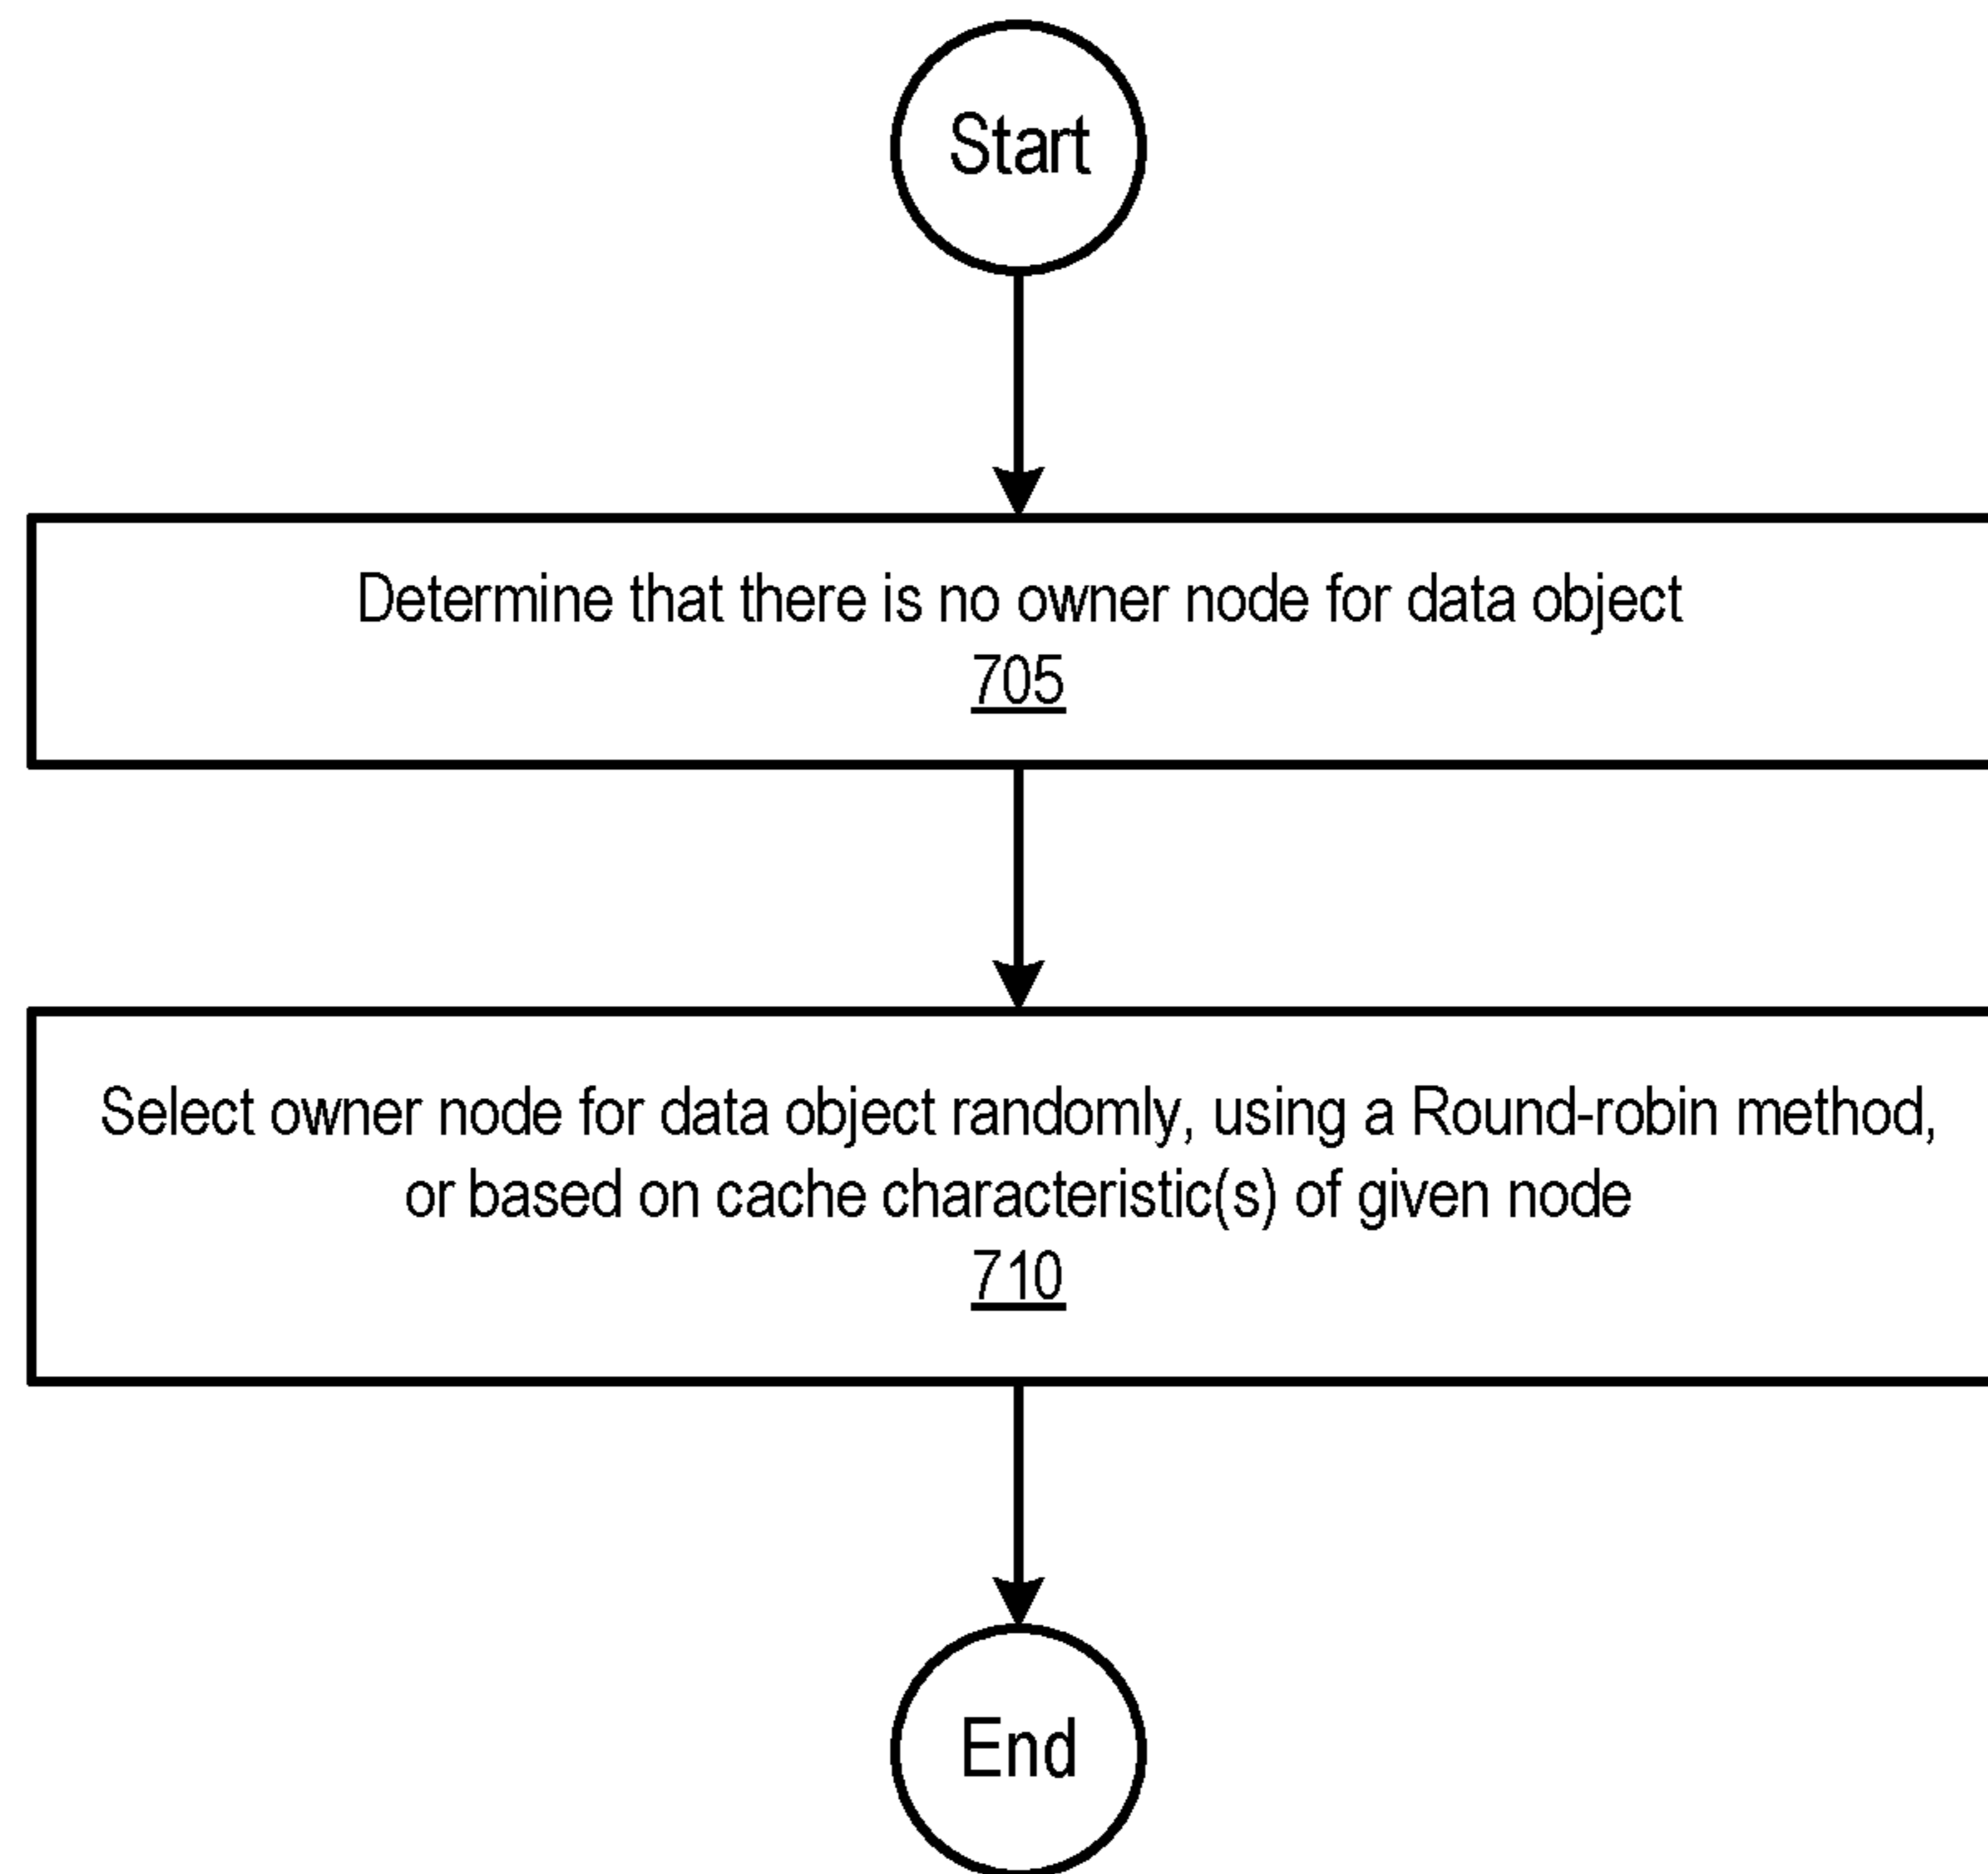 Start
Determine that there is no owner node for data object
705
Select owner node for data object randomly, using a Round-robin method,
or based on cache characteristic(s) of given node
710
End